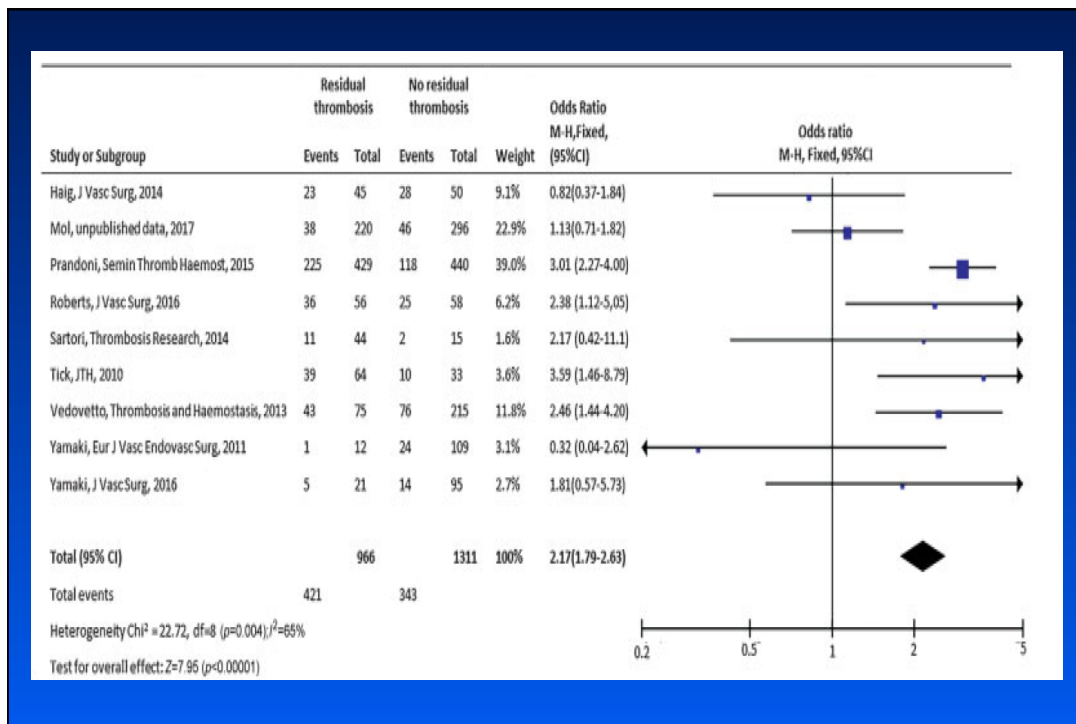 Residual No residual
thrombosis thrombosis Odds Ratio
M-H,Fixed, Odds ratio
Study or Subgroup Events Total Events Total Weight (95%CI) M-H, Fixed, 95%CI
Haig, J Vasc Surg, 2014 23 45 28 50 9.1% 0.82(0.37-1.84)
Mol, unpublished data, 2017 38 220 46 296 22.9% 1.13(0.71-1.82)
Prandoni, Semin Thromb Haemost, 2015 225 429 118 440 39.0% 3.01 (2.27-4.00)
Roberts, J Vasc Surg, 2016 36 56 25 58 6.2% 2.38 (1.12-5,05)
Sartori, Thrombosis Research, 2014 11 44 2 15 1.6% 2.17 (0.42-11.1)
Tick, JTH, 2010 39 64 10 33 3.6% 3.59 (1.46-8.79)
Vedovetto, Thrombosis and Haemostasis, 2013 43 75 76 215 11.8% 2.46 (1.44-4.20)
Yamaki, Eur J Vasc Endovasc Surg, 2011 1 12 24 109 3.1% 0.32 (0.04-2.62)
Yamaki, J Vasc Surg, 2016 5 21 14 95 2.7% 1.81(0.57-5.73)
Total (95% CI) 966 1311 100% 2.17(1.79-2.63)
Total events 421 343
Heterogeneity Chi² = 22.72, df=8 (p=0.004);I²=65%
0.2 0.5 1 2 5
Test for overall effect: Z=7.96 (p<0.00001)